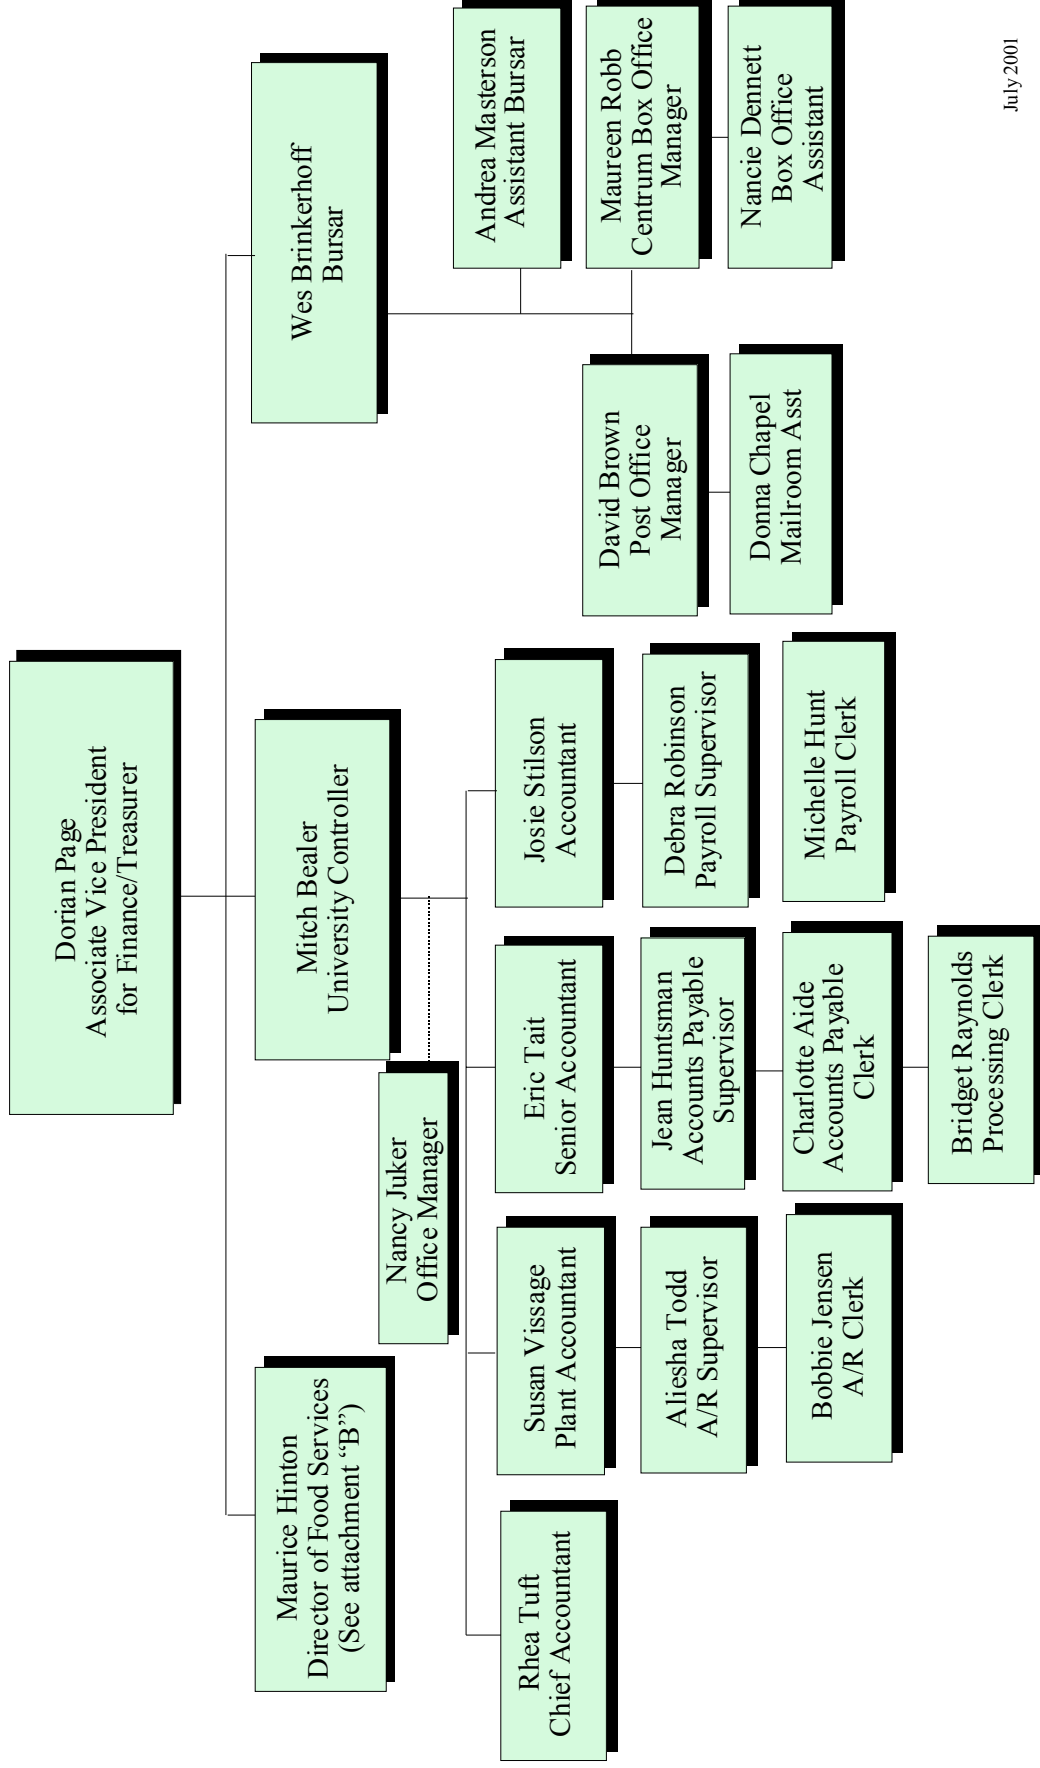 Dorian Page
Associate Vice President
for Finance/Treasurer
Maurice Hinton
Director of Food Services
(See attachment “B”)
Mitch Bealer
University Controller
Wes Brinkerhoff
Bursar
Nancy Juker
Office Manager
Rhea Tuft
Chief Accountant
Susan Vissage
Plant Accountant
Aliesha Todd
A/R Supervisor
Bobbie Jensen
A/R Clerk
Eric Tait
Senior Accountant
Jean Huntsman
Accounts Payable
Supervisor
Charlotte Aide
Accounts Payable
Clerk
Bridget Raynolds
Processing Clerk
Josie Stilson
Accountant
Debra Robinson
Payroll Supervisor
Michelle Hunt
Payroll Clerk
Andrea Masterson
Assistant Bursar
David Brown
Post Office
Manager
Donna Chapel
Mailroom Asst
Maureen Robb
Centrum Box Office
Manager
Nancie Dennett
Box Office
Assistant
July 2001